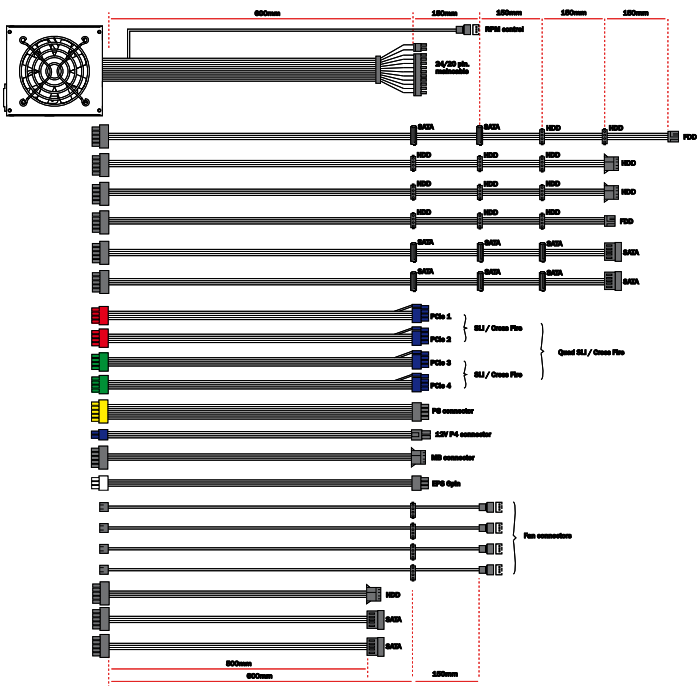 600mm 150mm 150mm 150mm 150mm
RPM control
24/20 pin.
maincable
SATA SATA HDD HDD FDD
HDD HDD HDD HDD
HDD HDD HDD HDD
HDD HDD HDD FDD
SATA SATA SATA SATA
SATA SATA SATA SATA
PCIe 1
SLI / Cross Fire
PCIe 2
Quad SLI / Cross Fire
PCIe 3
SLI / Cross Fire
PCIe 4
P8 connector
12V P4 connector
MB connector
EPS 6pin
Fan connectors
HDD
SATA
SATA
500mm
600mm 150mm